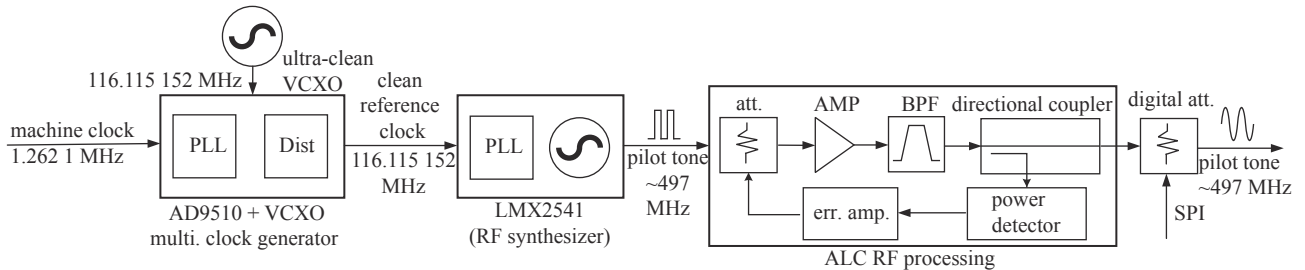 ultra-clean
VCXO
116.115 152 MHz
machine clock
1.262 1 MHz
PLL
Dist
AD9510 + VCXO
multi. clock generator
clean
reference
clock
116.115 152
MHz
PLL
LMX2541
(RF synthesizer)
pilot tone
~497
MHz
att.
AMP
BPF
directional coupler
err. amp.
power
detector
ALC RF processing
digital att.
SPI
pilot tone
~497 MHz